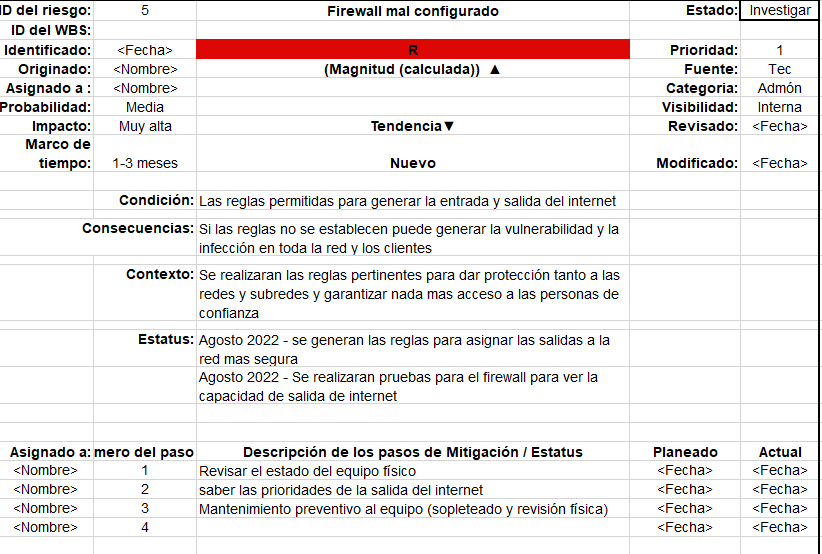 ID del riesgo: 5 Firewall mal configurado Estado: Investigar
ID del WBS:
Identificado: <Fecha> R Prioridad: 1
Originado: <Nombre> (Magnitud (calculada)) ▲ Fuente: Tec
Asignado a : <Nombre> Categoria: Admón
Probabilidad: Media Visibilidad: Interna
Impacto: Muy alta Tendencia▼ Revisado: <Fecha>
Marco de
tiempo: 1-3 meses Nuevo Modificado: <Fecha>
Condición: Las reglas permitidas para generar la entrada y salida del internet
Consecuencias: Si las reglas no se establecen puede generar la vulnerabilidad y la
infección en toda la red y los clientes
Contexto: Se realizaran las reglas pertinentes para dar protección tanto a las
redes y subredes y garantizar nada mas acceso a las personas de
confianza
Estatus: Agosto 2022 - se generan las reglas para asignar las salidas a la
red mas segura
Agosto 2022 - Se realizaran pruebas para el firewall para ver la
capacidad de salida de internet
Asignado a: mero del paso Descripción de los pasos de Mitigación / Estatus Planeado Actual
<Nombre> 1 Revisar el estado del equipo físico <Fecha> <Fecha>
<Nombre> 2 saber las prioridades de la salida del internet <Fecha> <Fecha>
<Nombre> 3 Mantenimiento preventivo al equipo (sopleteado y revisión física) <Fecha> <Fecha>
<Nombre> 4 <Fecha> <Fecha>